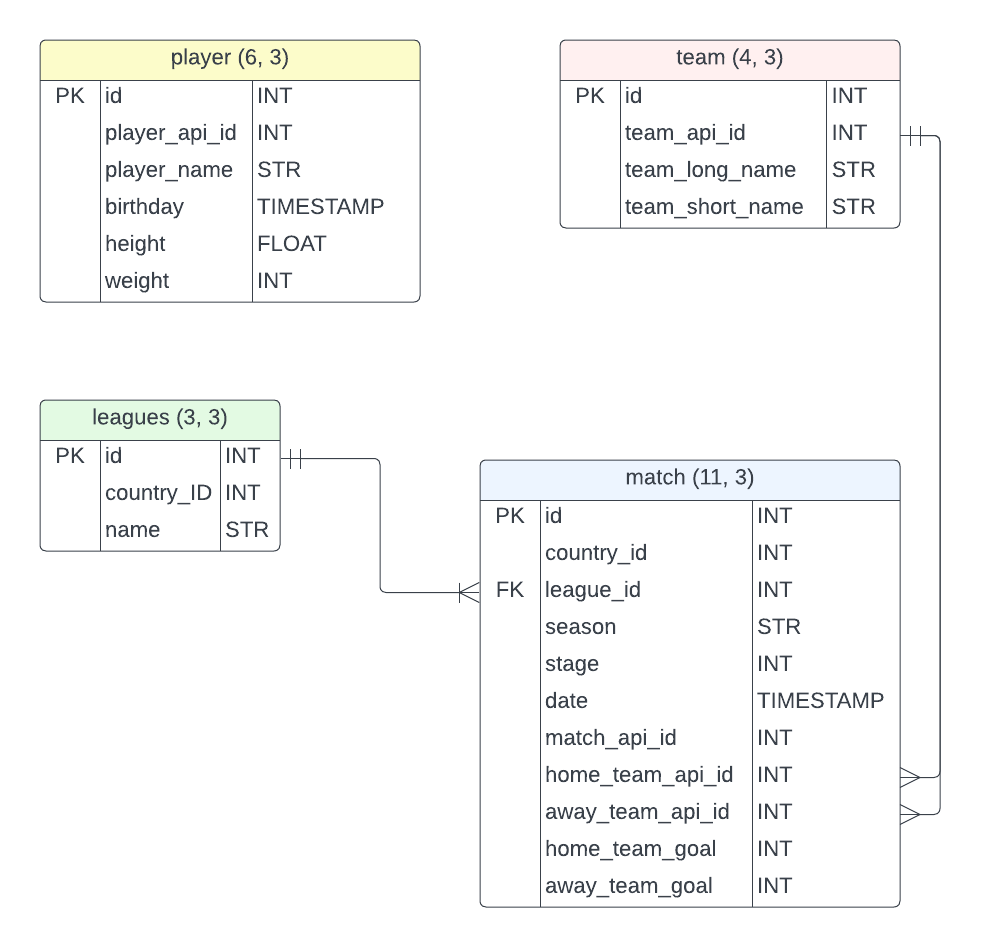 player (6, 3)
PK id INT
player_api_id INT
player_name STR
birthday TIMESTAMP
height FLOAT
weight INT
team (4, 3)
PK id INT
team_api_id INT
team_long_name STR
team_short_name STR
leagues (3, 3)
PK id INT
country_ID INT
name STR
match (11, 3)
PK id INT
country_id INT
FK league_id INT
season STR
stage INT
date TIMESTAMP
match_api_id INT
home_team_api_id INT
away_team_api_id INT
home_team_goal INT
away_team_goal INT